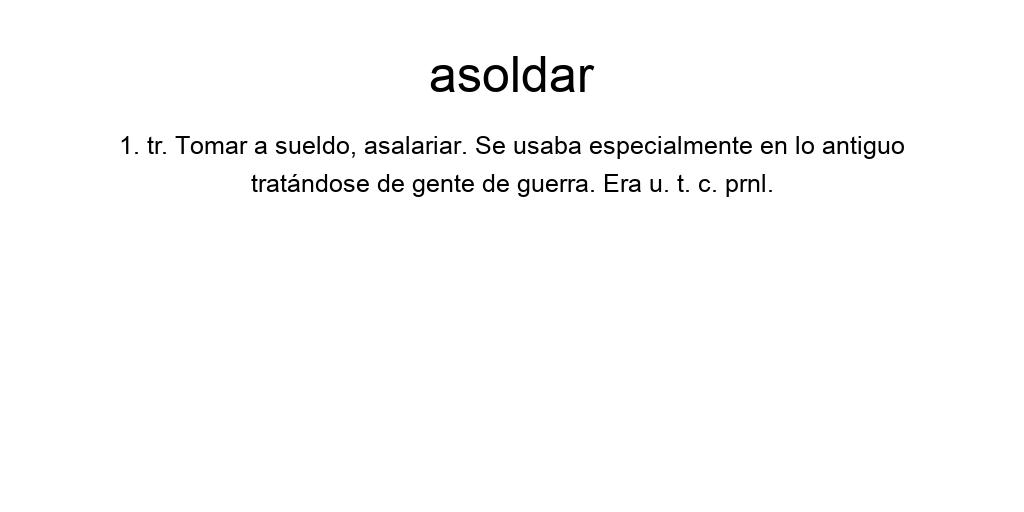 asoldar
1. tr. Tomar a sueldo, asalariar. Se usaba especialmente en lo antiguo
tratándose de gente de guerra. Era u. t. c. prnl.